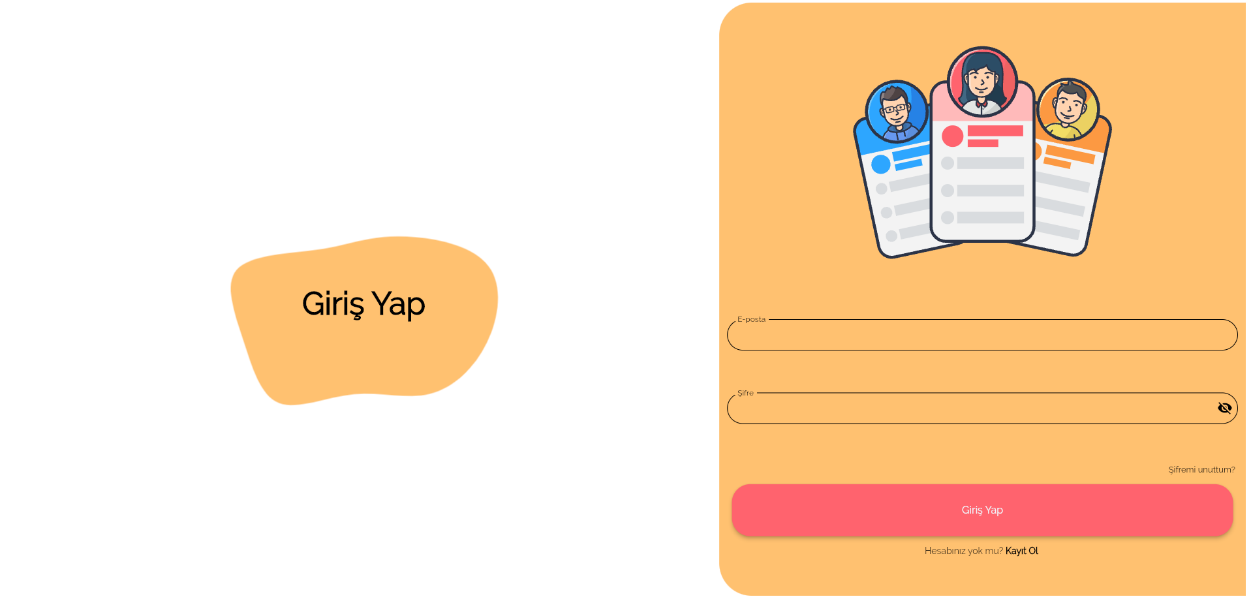 Giriş Yap
E-posta
Şifre
Şifremi unuttum?
Giriş Yap
Hesabınız yok mu? Kayıt Ol